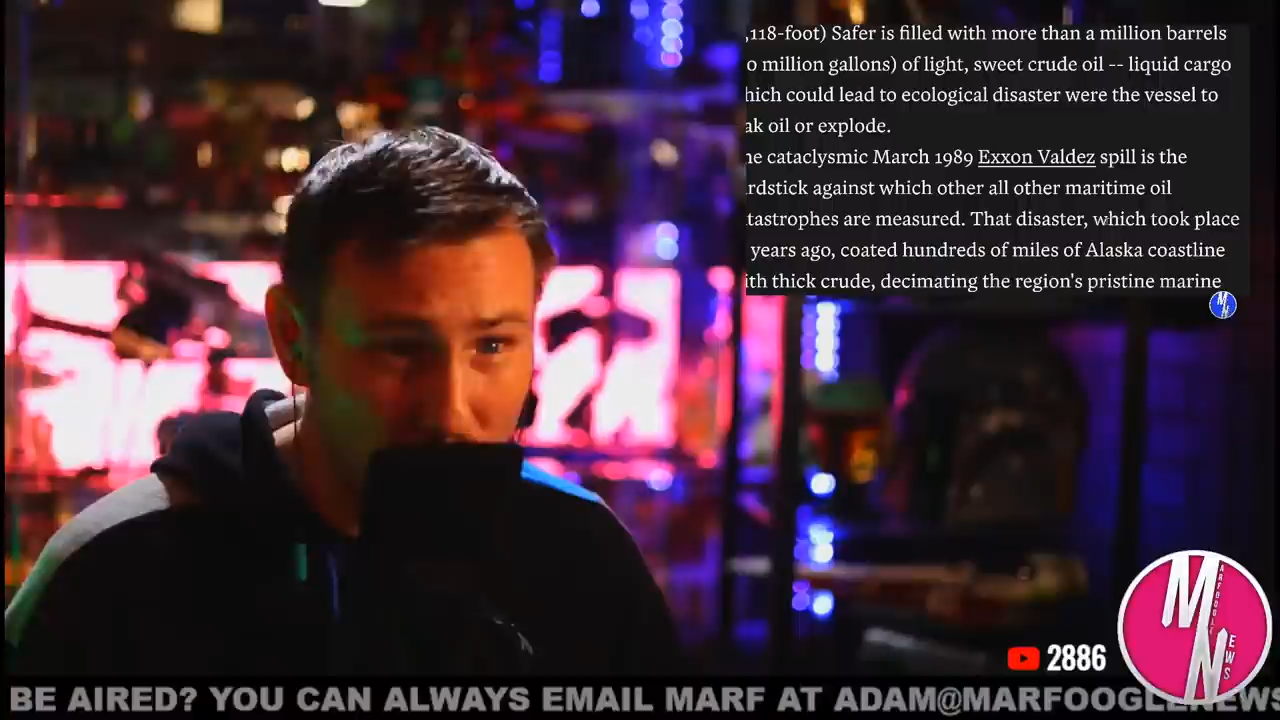 ,118-foot) Safer is filled with more than a million barrels
0 million gallons) of light, sweet crude oil -- liquid cargo
hich could lead to ecological disaster were the vessel to
ak oil or explode.
he cataclysmic March 1989 Exxon Valdez spill is the
rdstick against which other all other maritime oil
tastrophes are measured. That disaster, which took place
years ago, coated hundreds of miles of Alaska coastline
ith thick crude, decimating the region's pristine marine
MN
MARFOOGLE
NEWS
2886
BE AIRED? YOU CAN ALWAYS EMAIL MARF AT ADAM@MARFOOGLENEWS